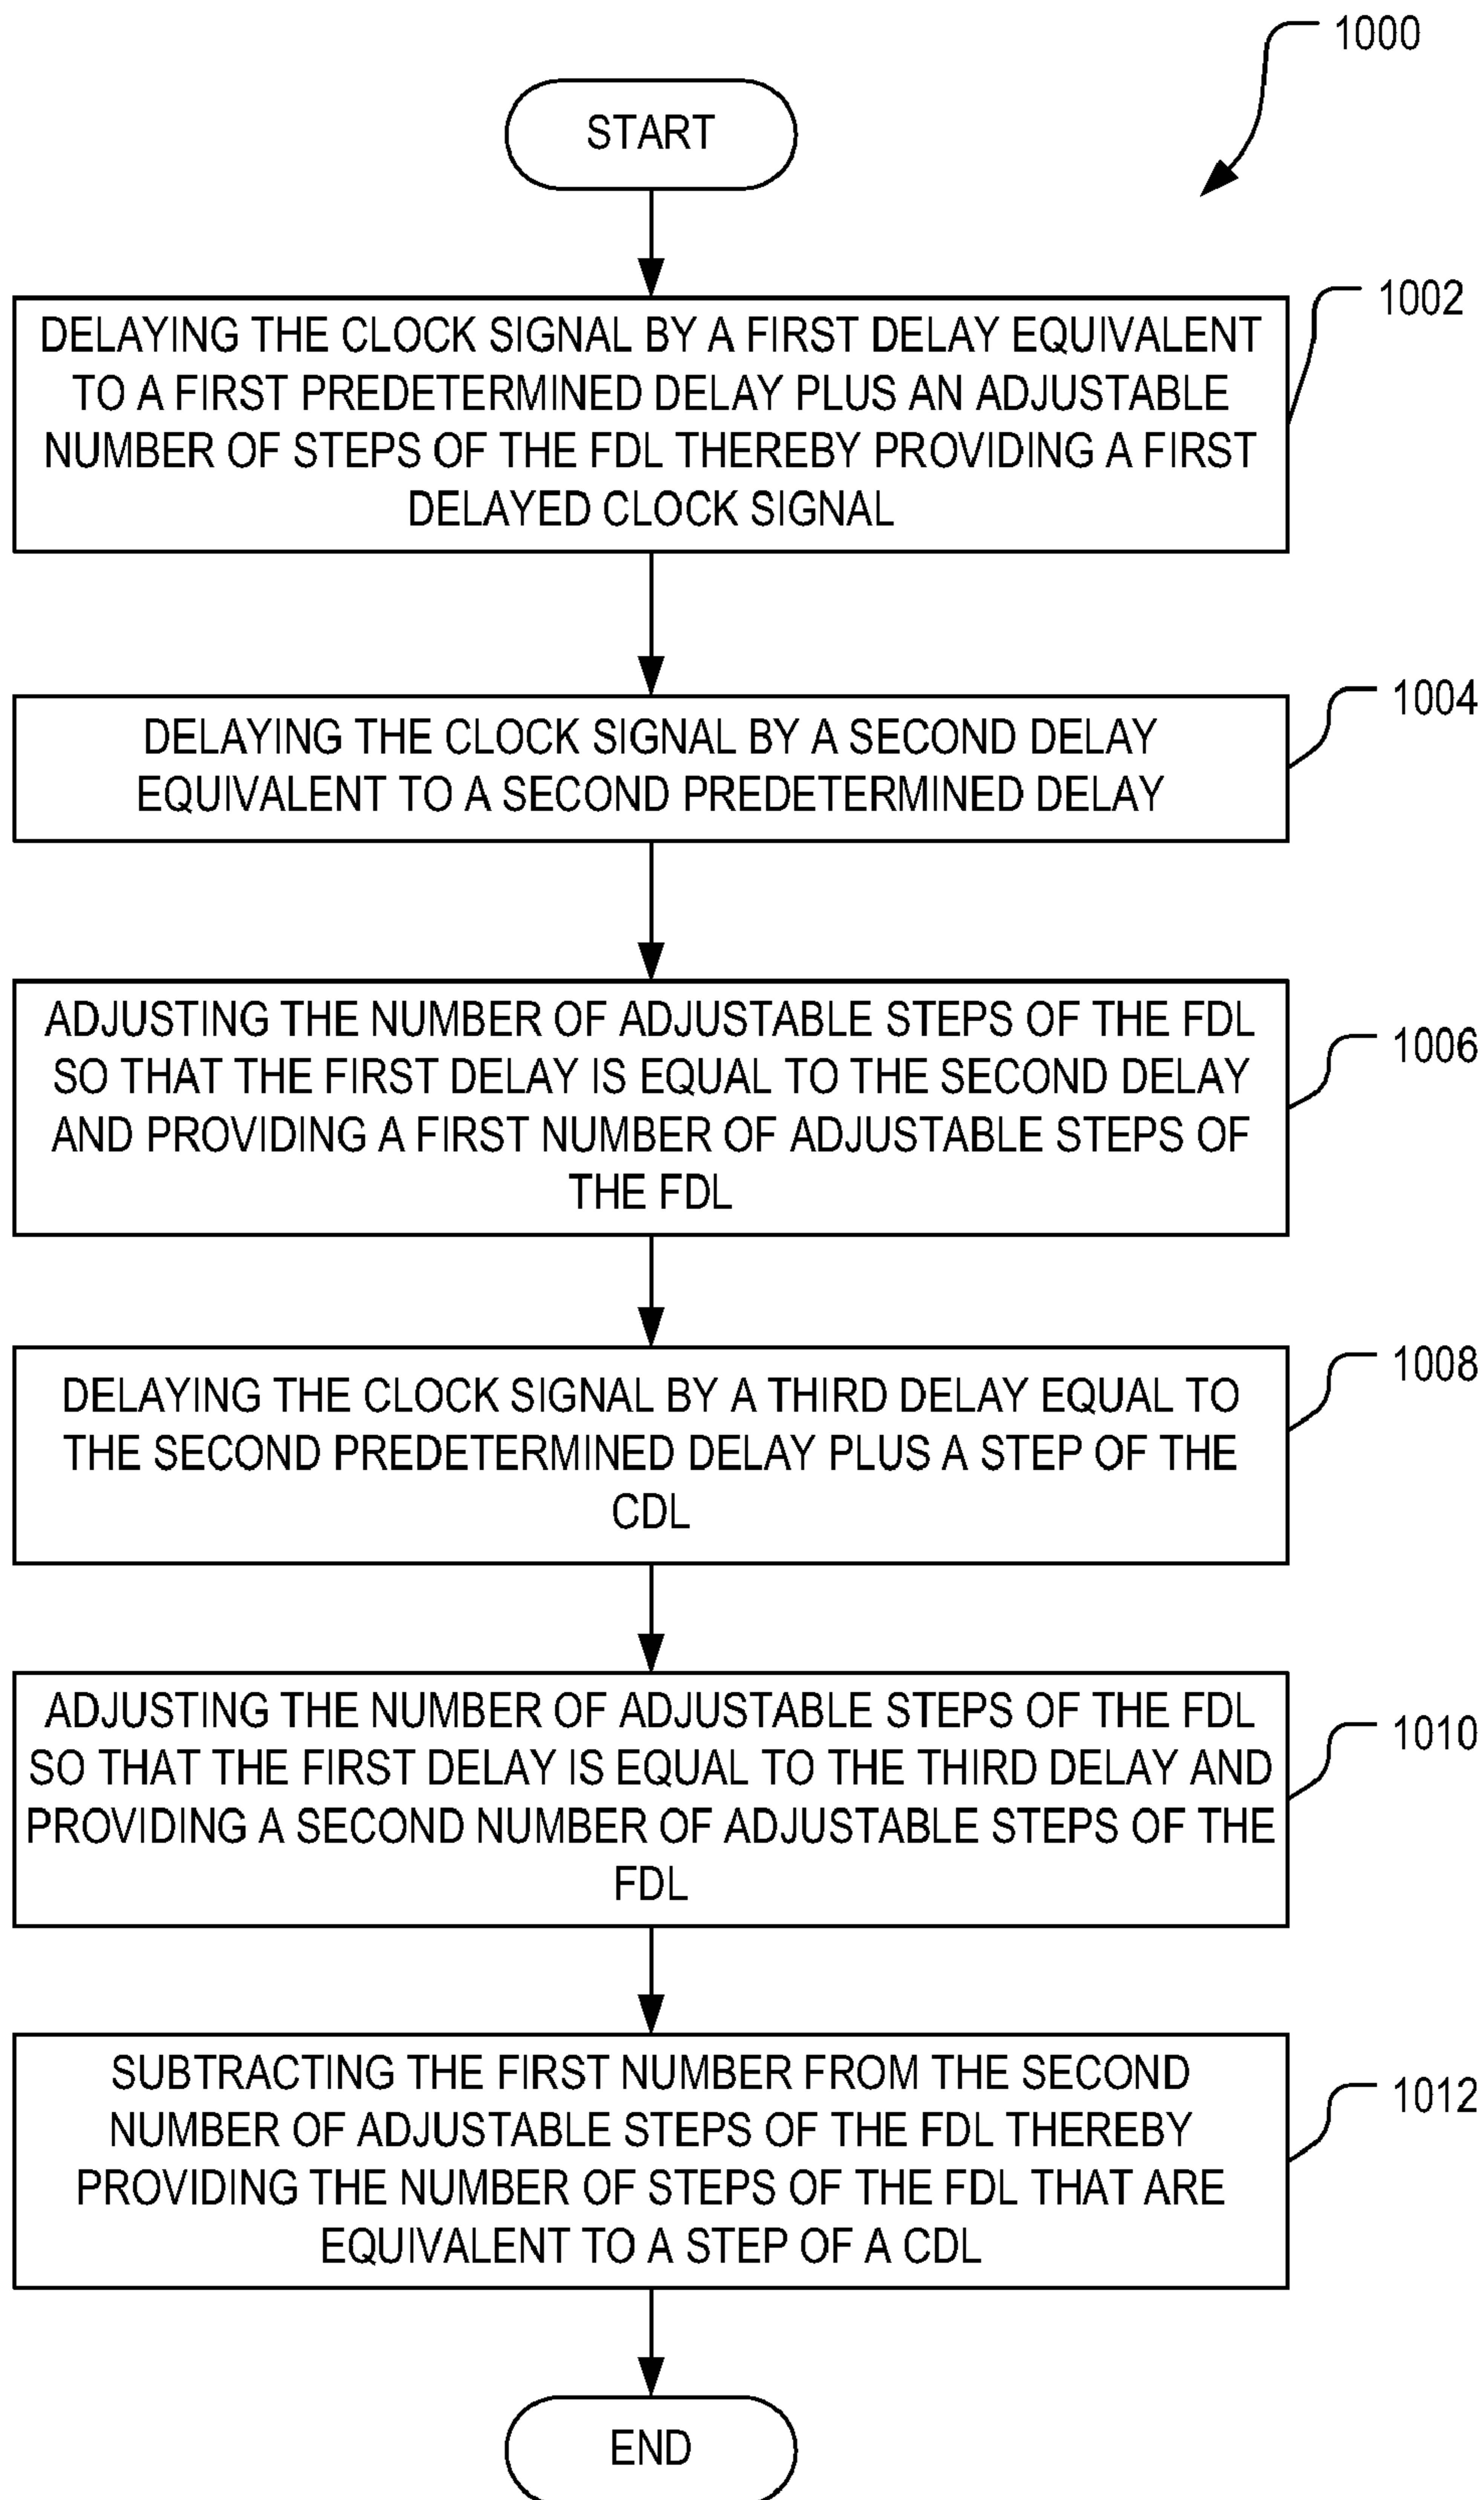 1000
START
1002
DELAYING THE CLOCK SIGNAL BY A FIRST DELAY EQUIVALENT
TO A FIRST PREDETERMINED DELAY PLUS AN ADJUSTABLE
NUMBER OF STEPS OF THE FDL THEREBY PROVIDING A FIRST
DELAYED CLOCK SIGNAL
1004
DELAYING THE CLOCK SIGNAL BY A SECOND DELAY
EQUIVALENT TO A SECOND PREDETERMINED DELAY
1006
ADJUSTING THE NUMBER OF ADJUSTABLE STEPS OF THE FDL
SO THAT THE FIRST DELAY IS EQUAL TO THE SECOND DELAY
AND PROVIDING A FIRST NUMBER OF ADJUSTABLE STEPS OF
THE FDL
1008
DELAYING THE CLOCK SIGNAL BY A THIRD DELAY EQUAL TO
THE SECOND PREDETERMINED DELAY PLUS A STEP OF THE
CDL
1010
ADJUSTING THE NUMBER OF ADJUSTABLE STEPS OF THE FDL
SO THAT THE FIRST DELAY IS EQUAL TO THE THIRD DELAY AND
PROVIDING A SECOND NUMBER OF ADJUSTABLE STEPS OF THE
FDL
1012
SUBTRACTING THE FIRST NUMBER FROM THE SECOND
NUMBER OF ADJUSTABLE STEPS OF THE FDL THEREBY
PROVIDING THE NUMBER OF STEPS OF THE FDL THAT ARE
EQUIVALENT TO A STEP OF A CDL
END